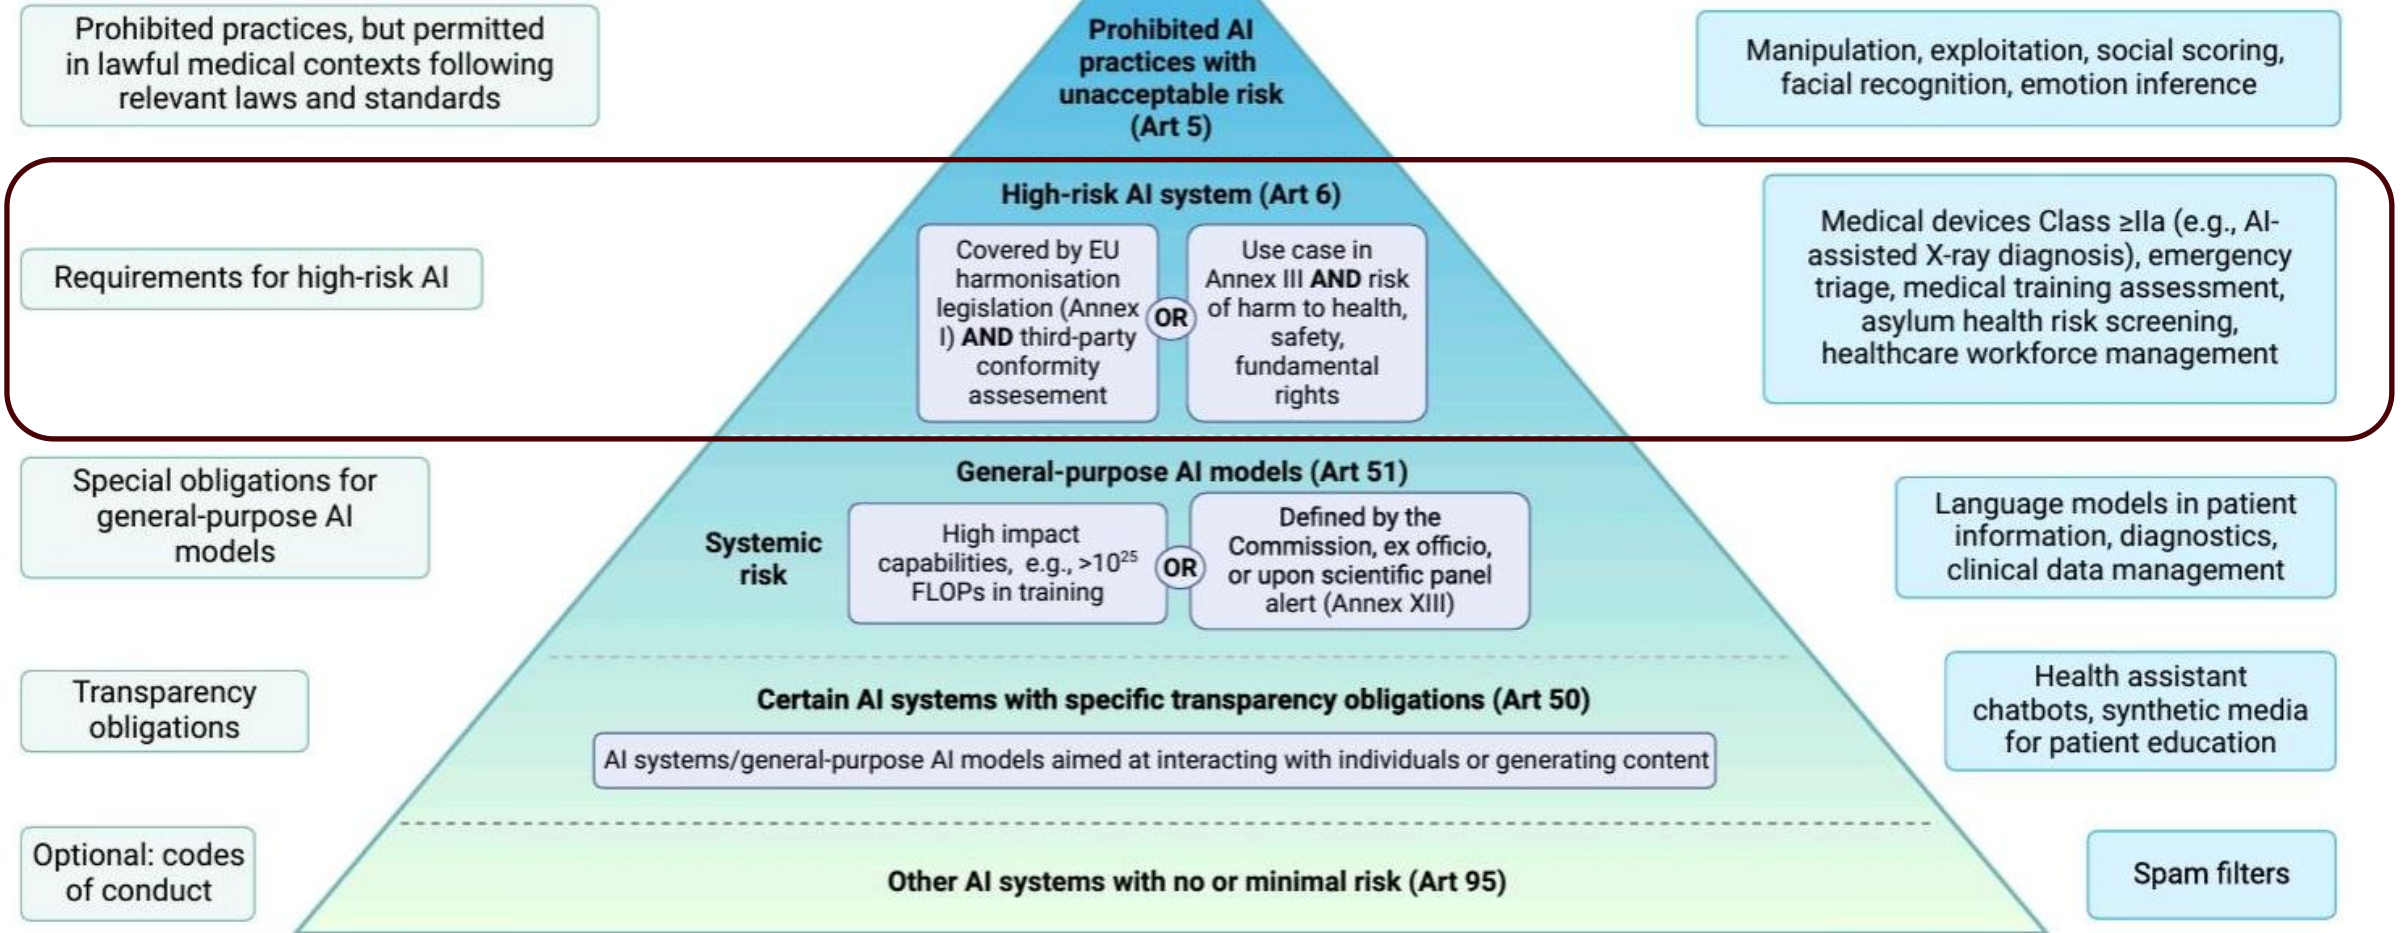 Prohibited practices, but permitted
in lawful medical contexts following
relevant laws and standards
Prohibited AI
practices with
unacceptable risk
(Art 5)
Manipulation, exploitation, social scoring,
facial recognition, emotion inference
Requirements for high-risk AI
High-risk AI system (Art 6)
Covered by EU
harmonisation
legislation (Annex
I) AND third-party
conformity
assesement
OR
Use case in
Annex III AND risk
of harm to health,
safety,
fundamental
rights
Medical devices Class ≥IIa (e.g., AI-
assisted X-ray diagnosis), emergency
triage, medical training assessment,
asylum health risk screening,
healthcare workforce management
Special obligations for
general-purpose AI
models
General-purpose AI models (Art 51)
Systemic
risk
High impact
capabilities, e.g., >10²⁵
FLOPs in training
OR
Defined by the
Commission, ex officio,
or upon scientific panel
alert (Annex XIII)
Language models in patient
information, diagnostics,
clinical data management
Transparency
obligations
Certain AI systems with specific transparency obligations (Art 50)
AI systems/general-purpose AI models aimed at interacting with individuals or generating content
Health assistant
chatbots, synthetic media
for patient education
Optional: codes
of conduct
Other AI systems with no or minimal risk (Art 95)
Spam filters